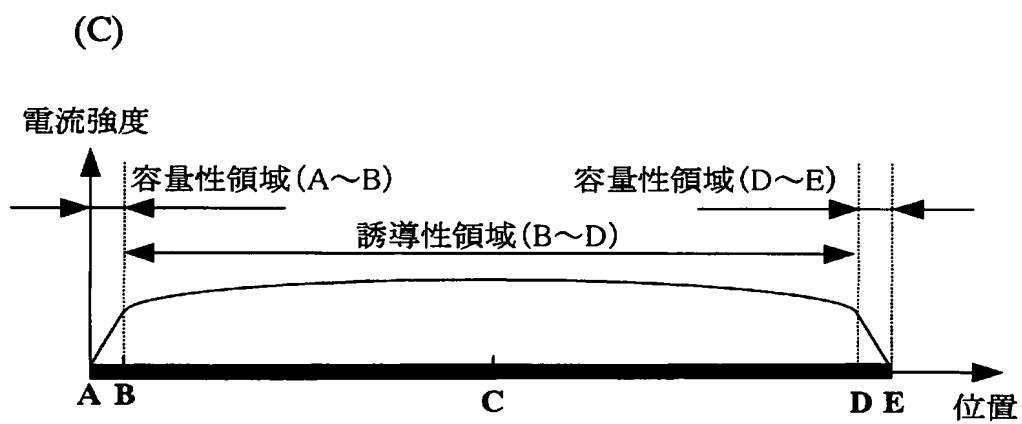 (C)
電流強度
容量性領域(A～B)
容量性領域(D～E)
誘導性領域(B～D)
A B C D E
位置